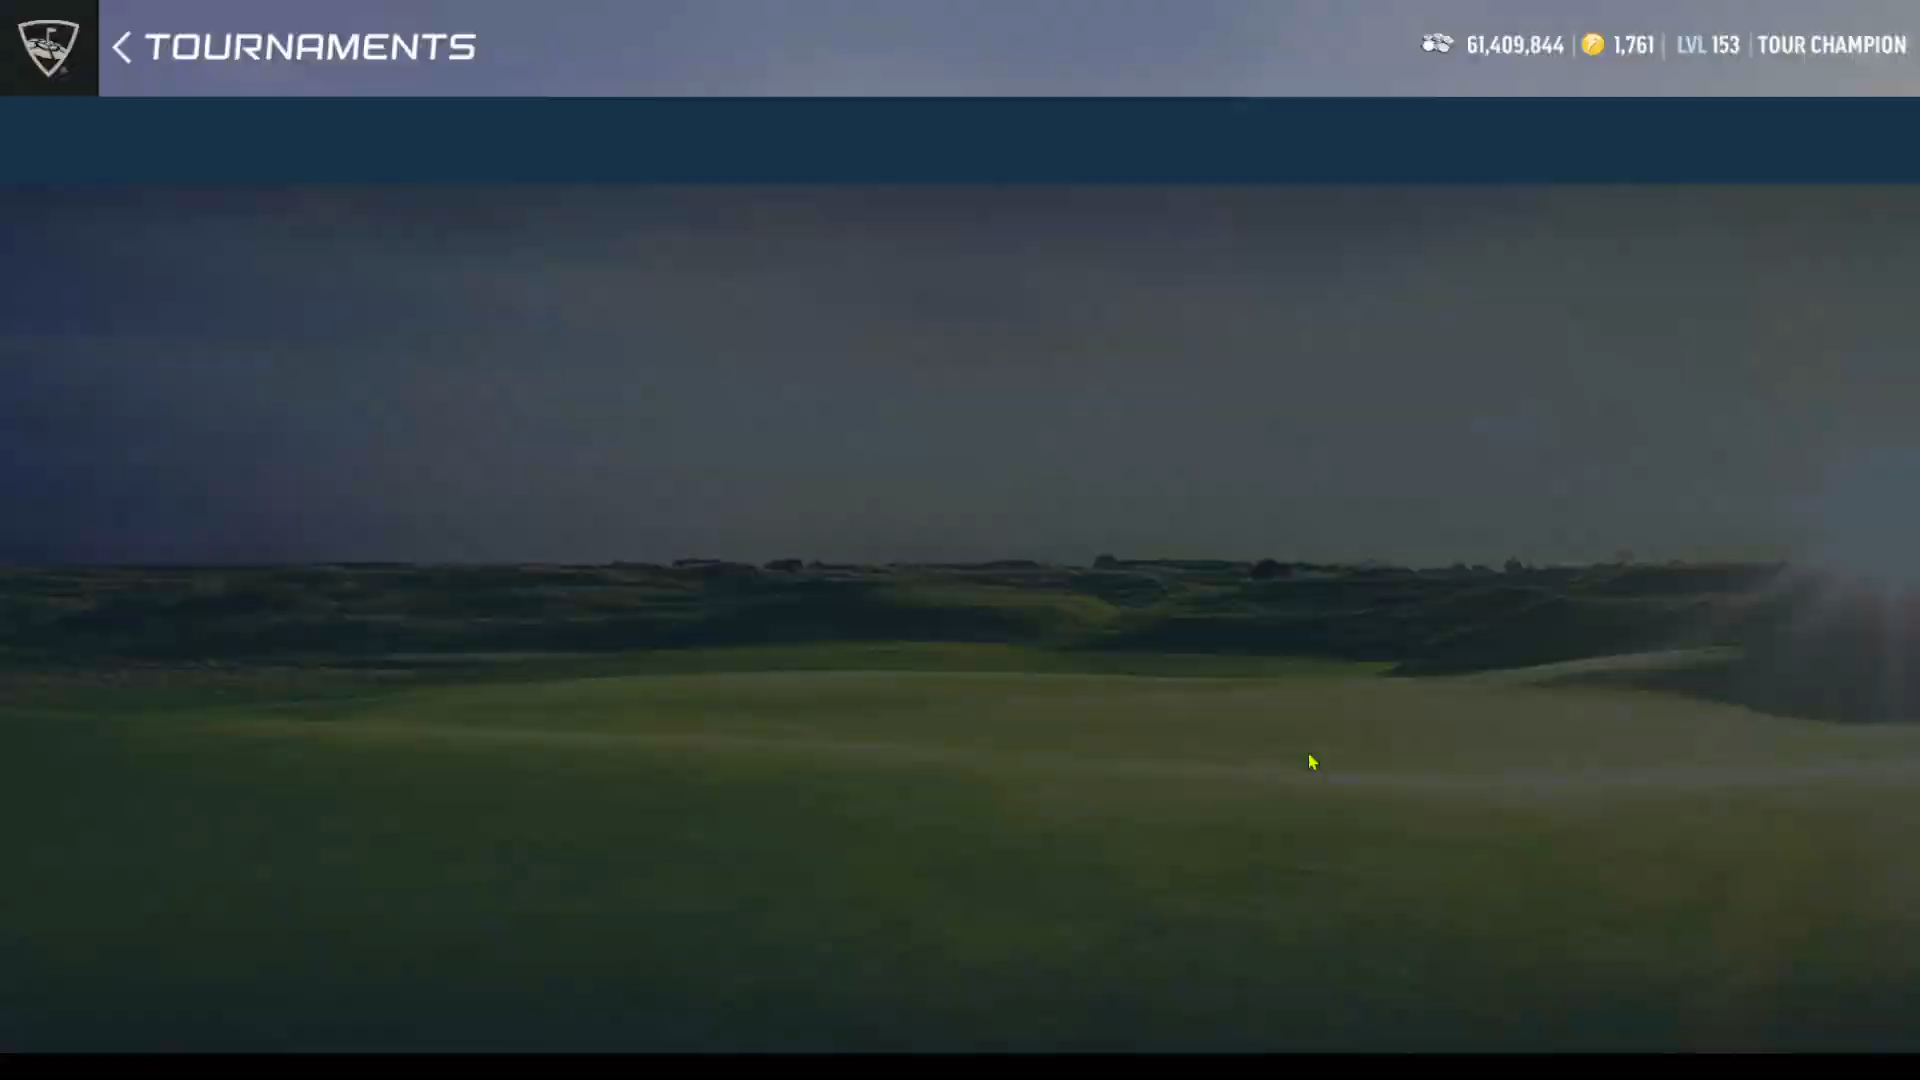 TOURNAMENTS
61,409,844 | 1,761 | LVL 153 | TOUR CHAMPION